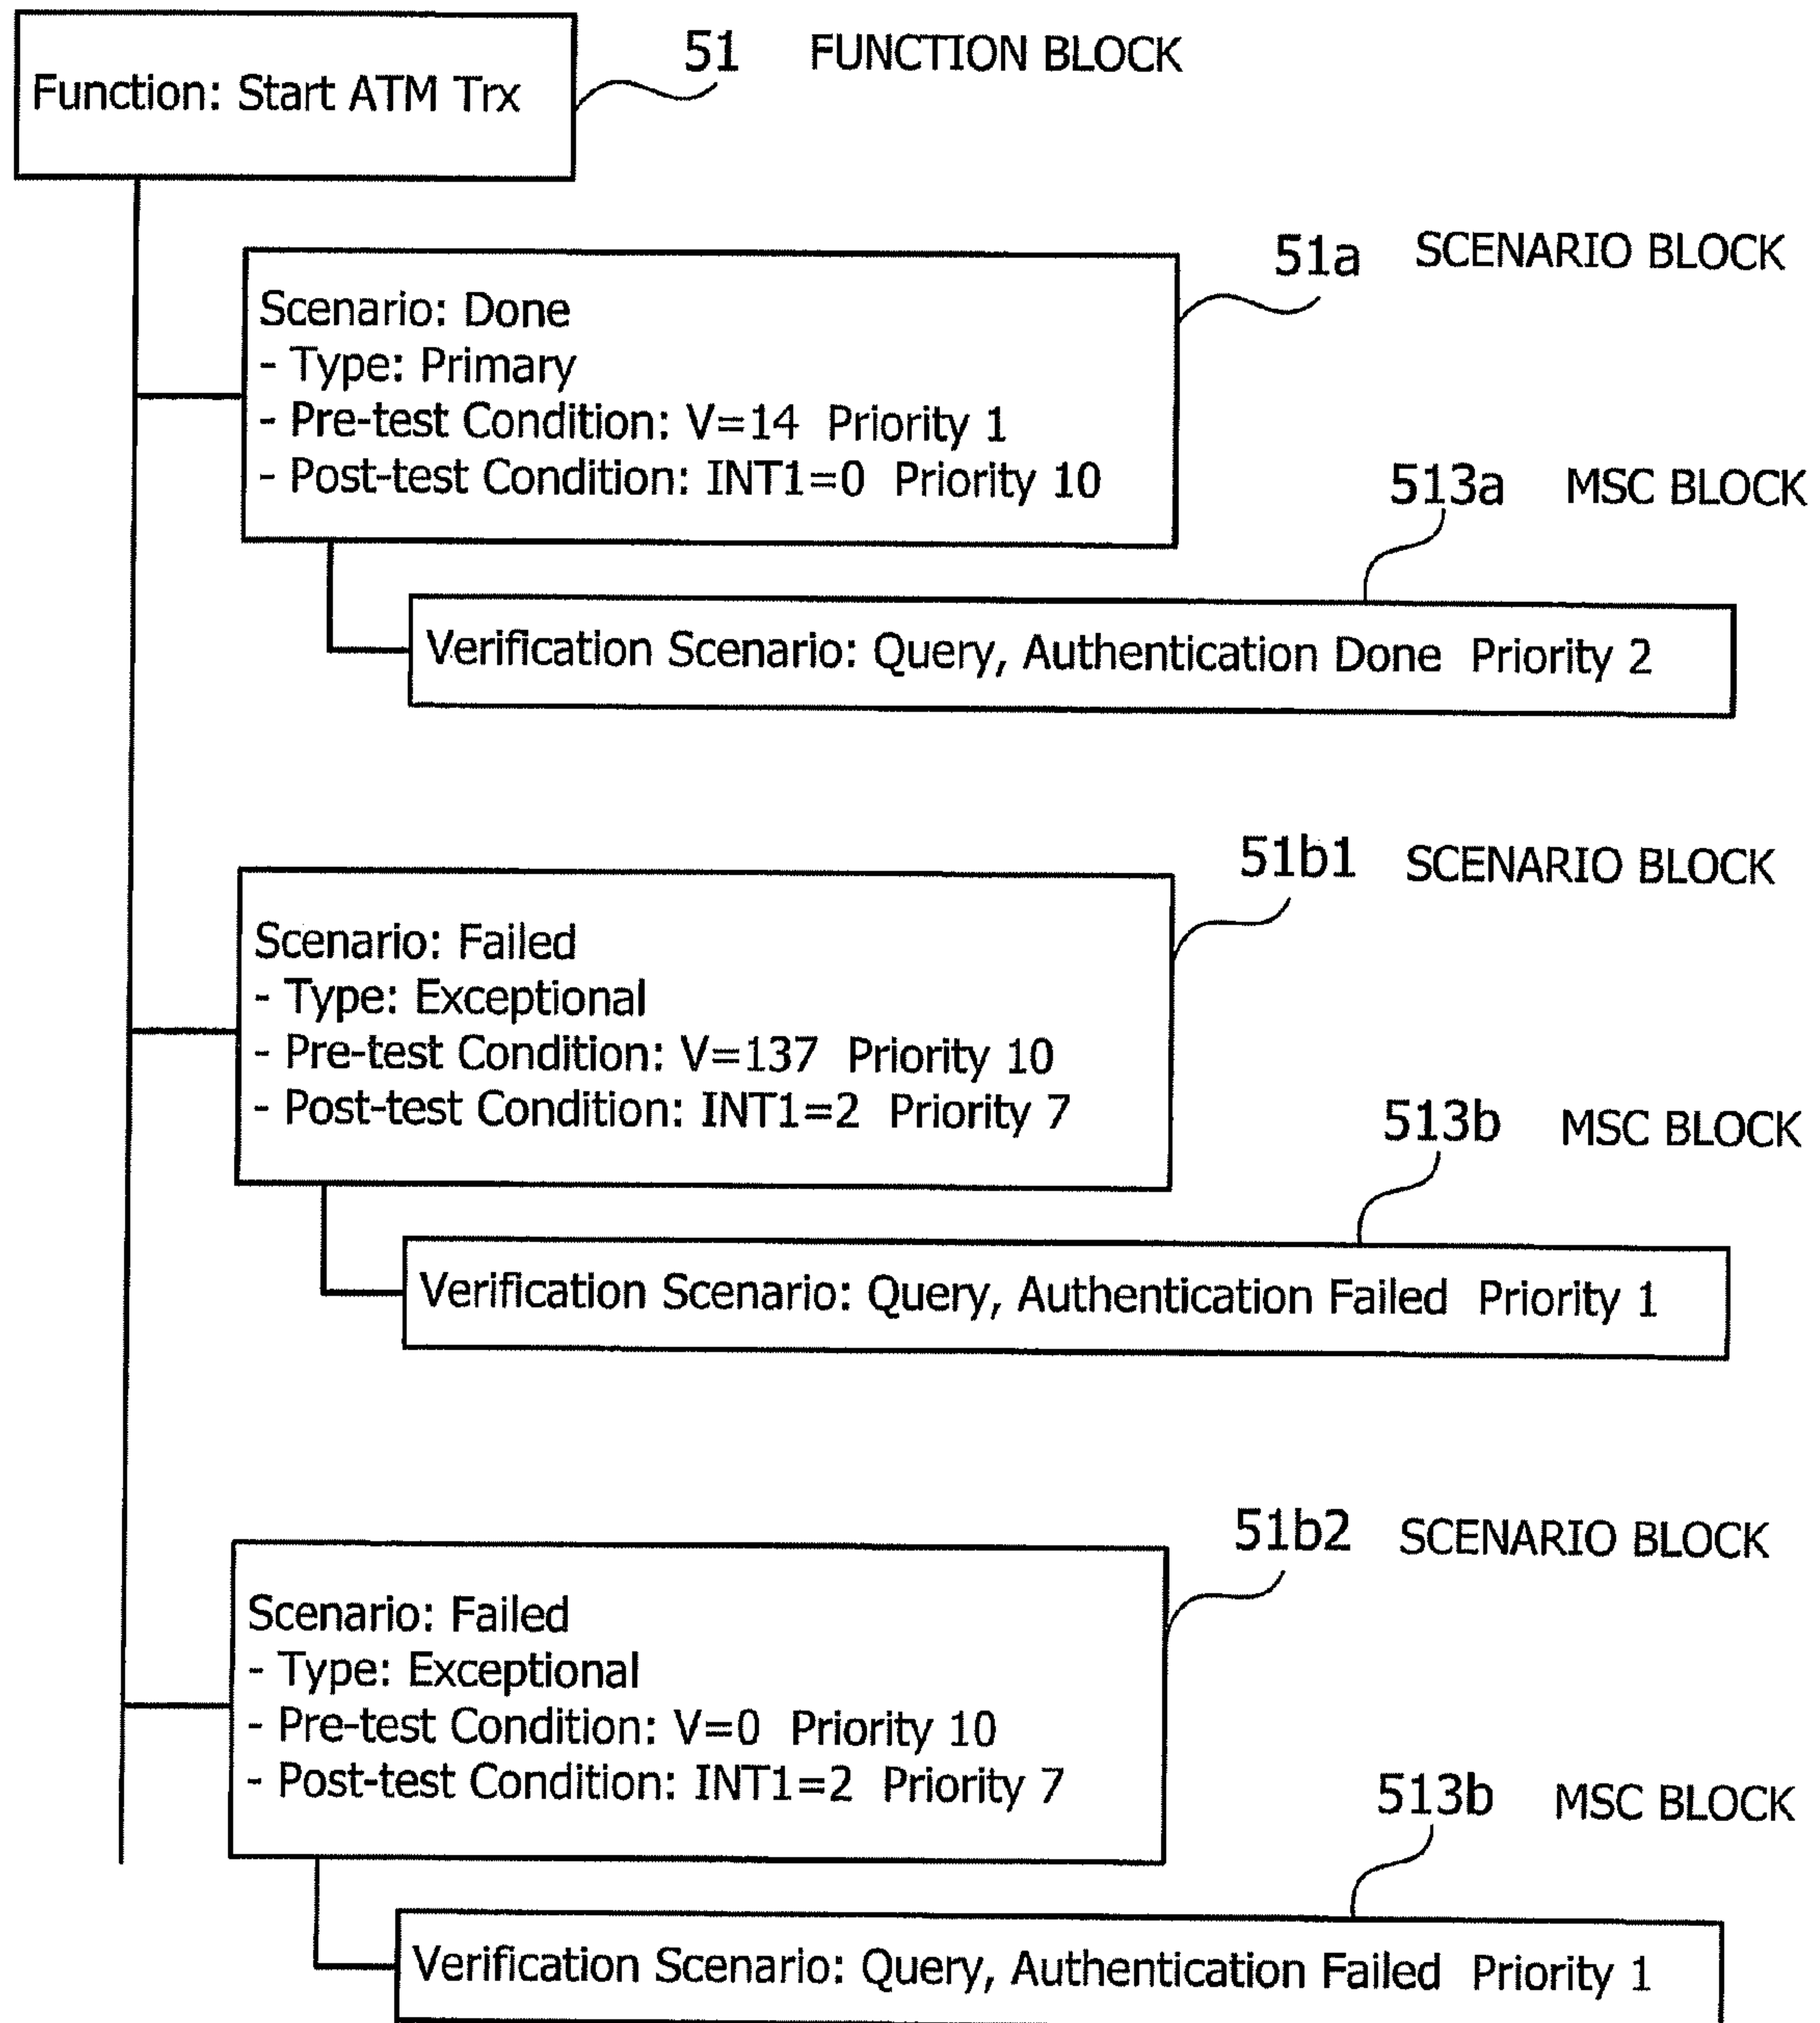 Function: Start ATM Trx
51 FUNCTION BLOCK
51a SCENARIO BLOCK
Scenario: Done
- Type: Primary
- Pre-test Condition: V=14 Priority 1
- Post-test Condition: INT1=0 Priority 10
513a MSC BLOCK
Verification Scenario: Query, Authentication Done Priority 2
51b1 SCENARIO BLOCK
Scenario: Failed
- Type: Exceptional
- Pre-test Condition: V=137 Priority 10
- Post-test Condition: INT1=2 Priority 7
513b MSC BLOCK
Verification Scenario: Query, Authentication Failed Priority 1
51b2 SCENARIO BLOCK
Scenario: Failed
- Type: Exceptional
- Pre-test Condition: V=0 Priority 10
- Post-test Condition: INT1=2 Priority 7
513b MSC BLOCK
Verification Scenario: Query, Authentication Failed Priority 1